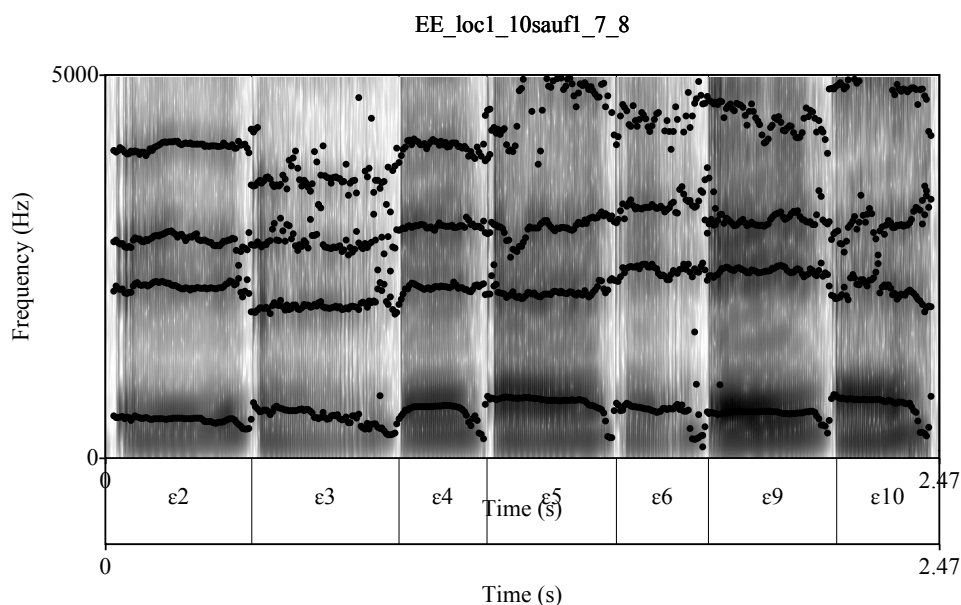 EE_loc1_10sauf1_7_8
5000
Frequency (Hz)
0
0 2.47
ε2 ε3 ε4 ε5 ε6 ε9 ε10
Time (s)
0 2.47
Time (s)